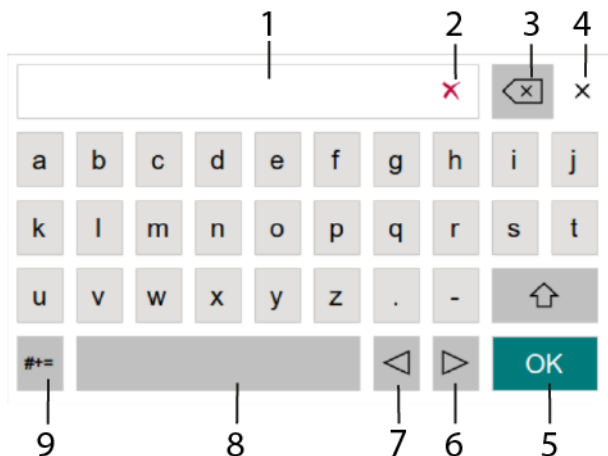 1 2 3 4
a b c d e f g h i j
k l m n o p q r s t
u v w x y z . -
#+= OK
9 8 7 6 5